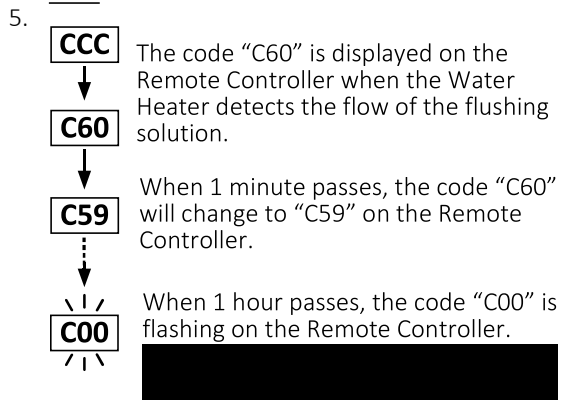 5.
CCC
The code “C60” is displayed on the
Remote Controller when the Water
Heater detects the flow of the flushing
solution.
C60
When 1 minute passes, the code “C60”
will change to “C59” on the Remote
Controller.
C59
When 1 hour passes, the code “C00” is
flashing on the Remote Controller.
C00